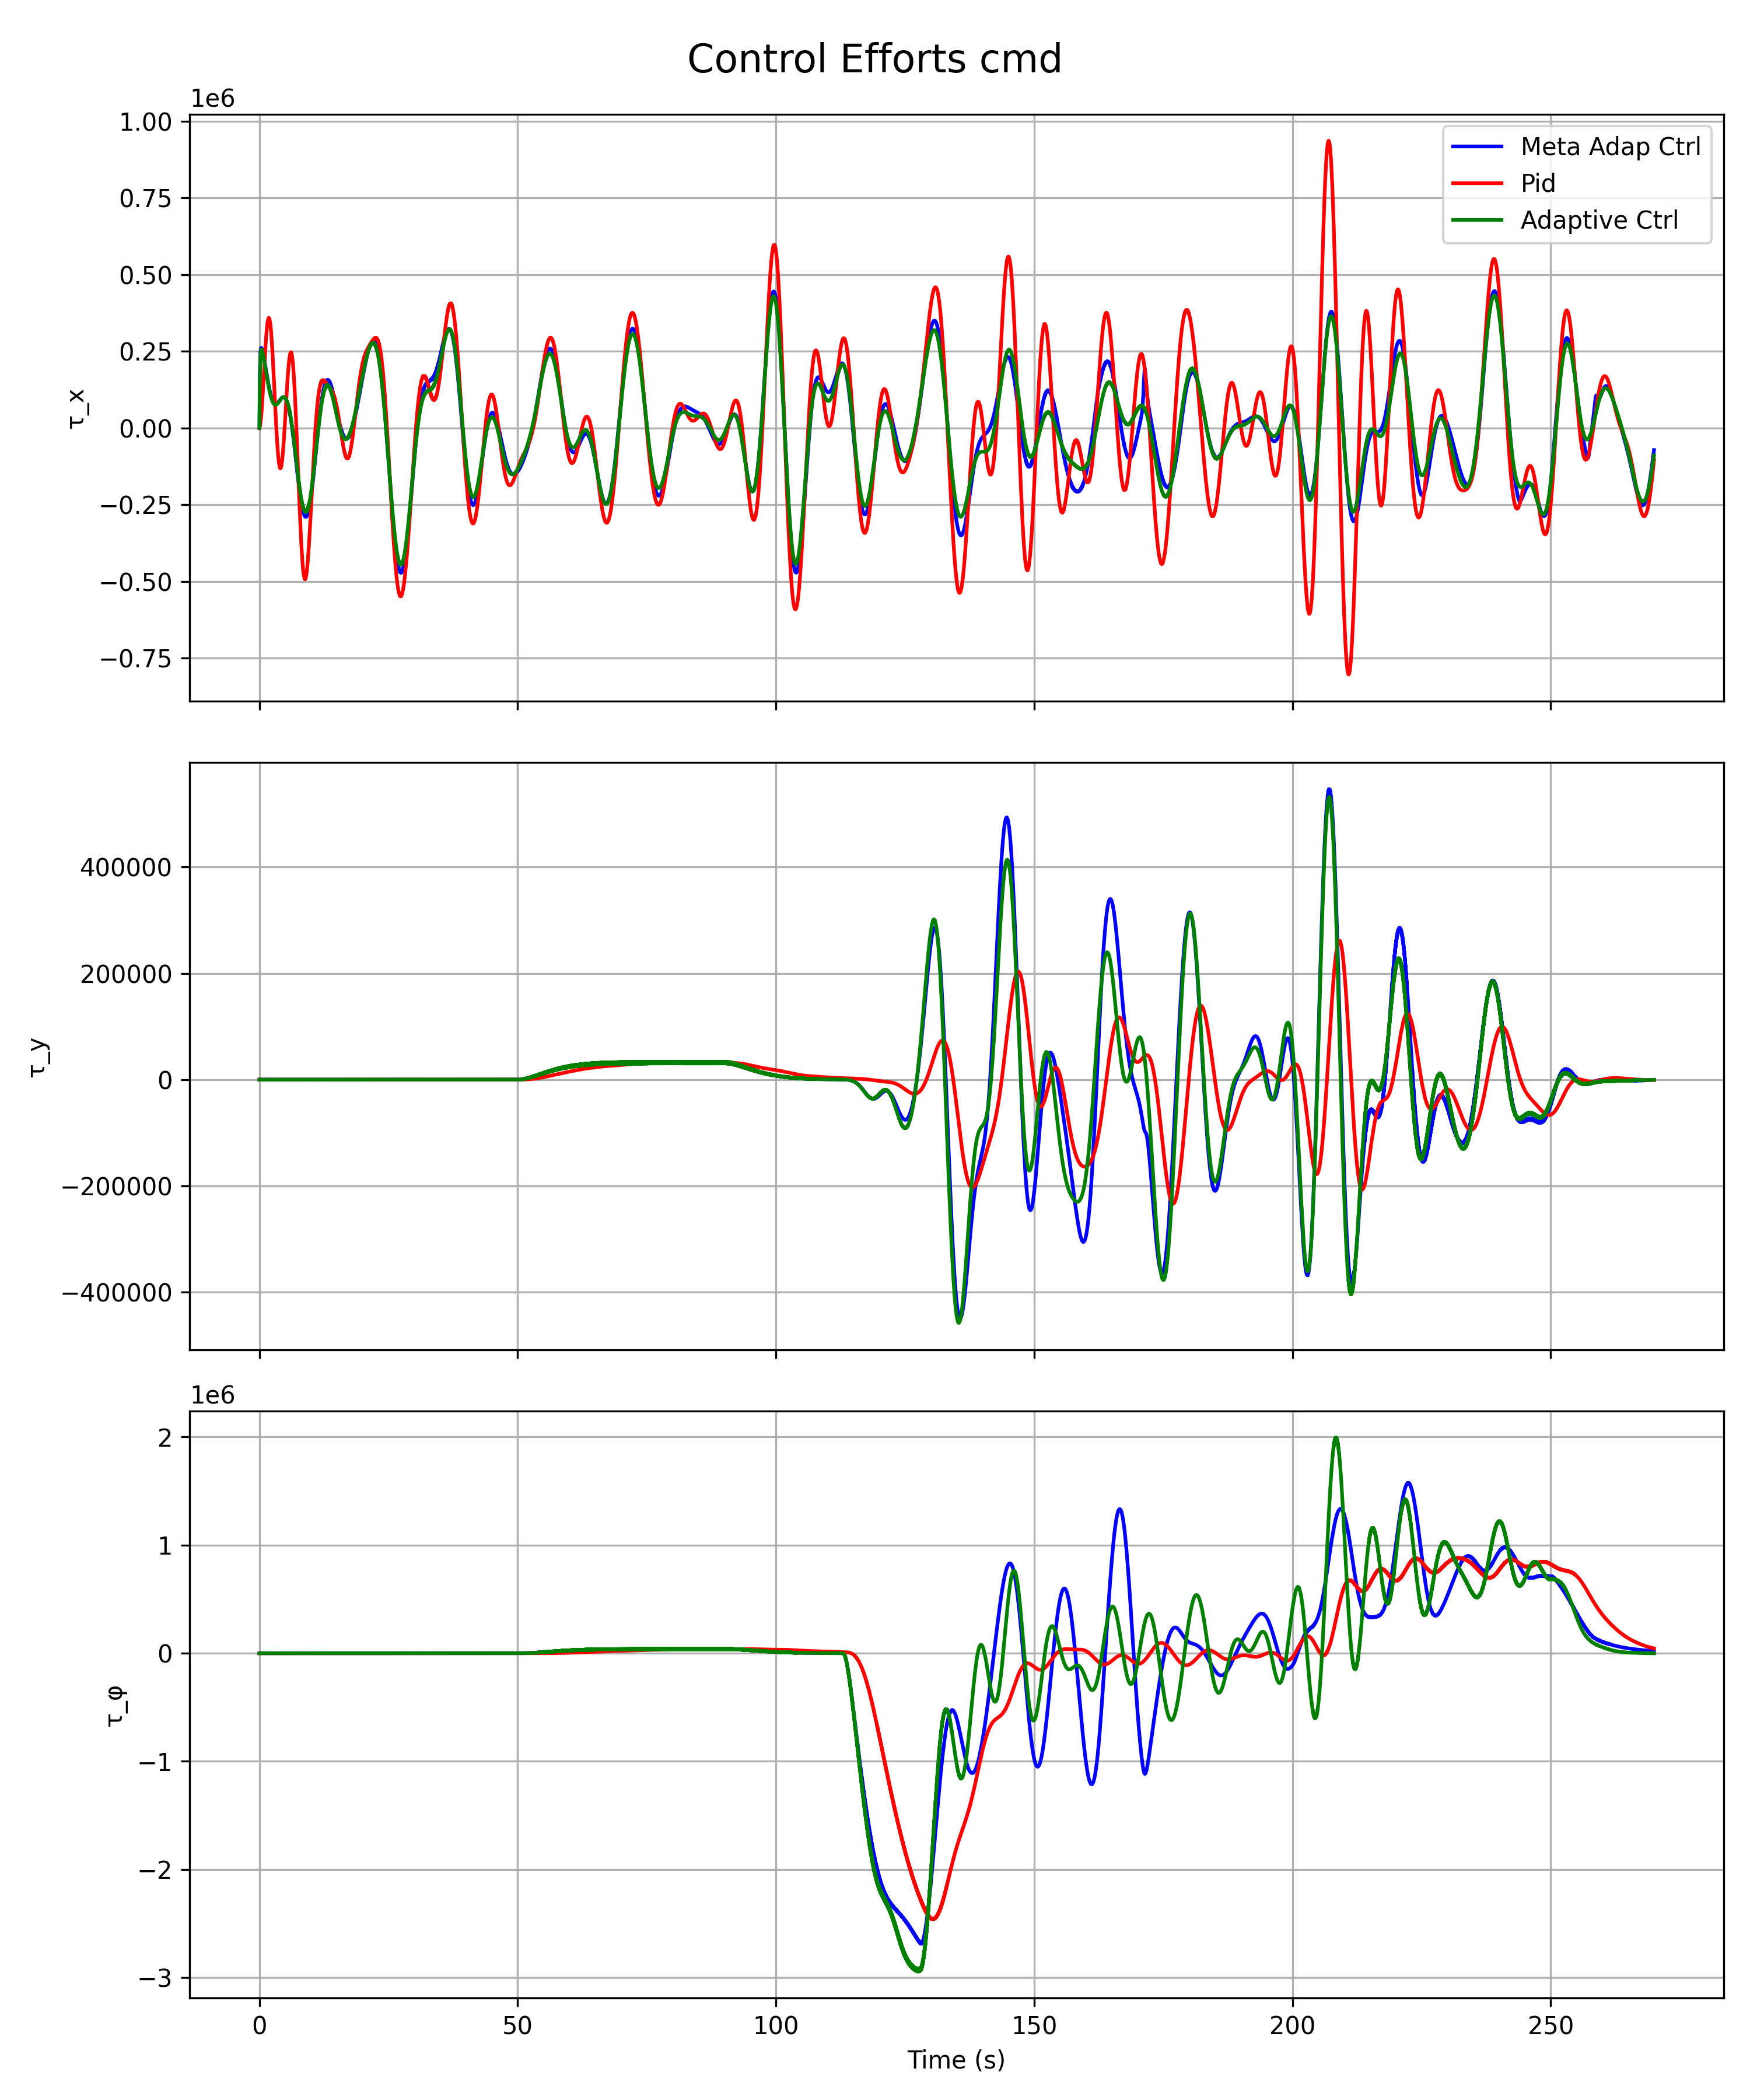 Control Efforts cmd
1e6
1.00
0.75
0.50
0.25
0.00
−0.25
−0.50
−0.75
τ_x
Meta Adap Ctrl
Pid
Adaptive Ctrl
400000
200000
0
−200000
−400000
τ_y
1e6
2
1
0
−1
−2
−3
τ_φ
0 50 100 150 200 250
Time (s)